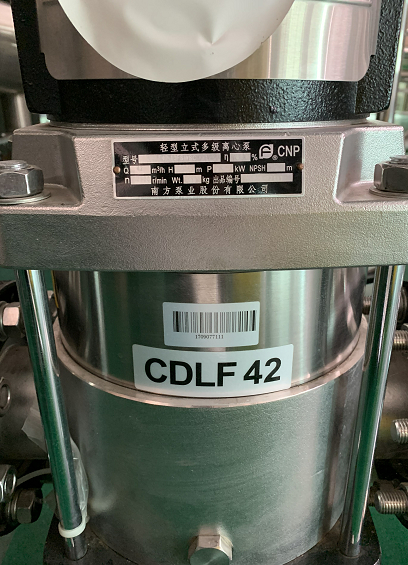 轻型立式多级离心泵
型号 η % CNP
Q m³/h H m P kW NPSH m
n r/min Wt. kg 出品编号
南方泵业股份有限公司
1709077111
CDLF 42